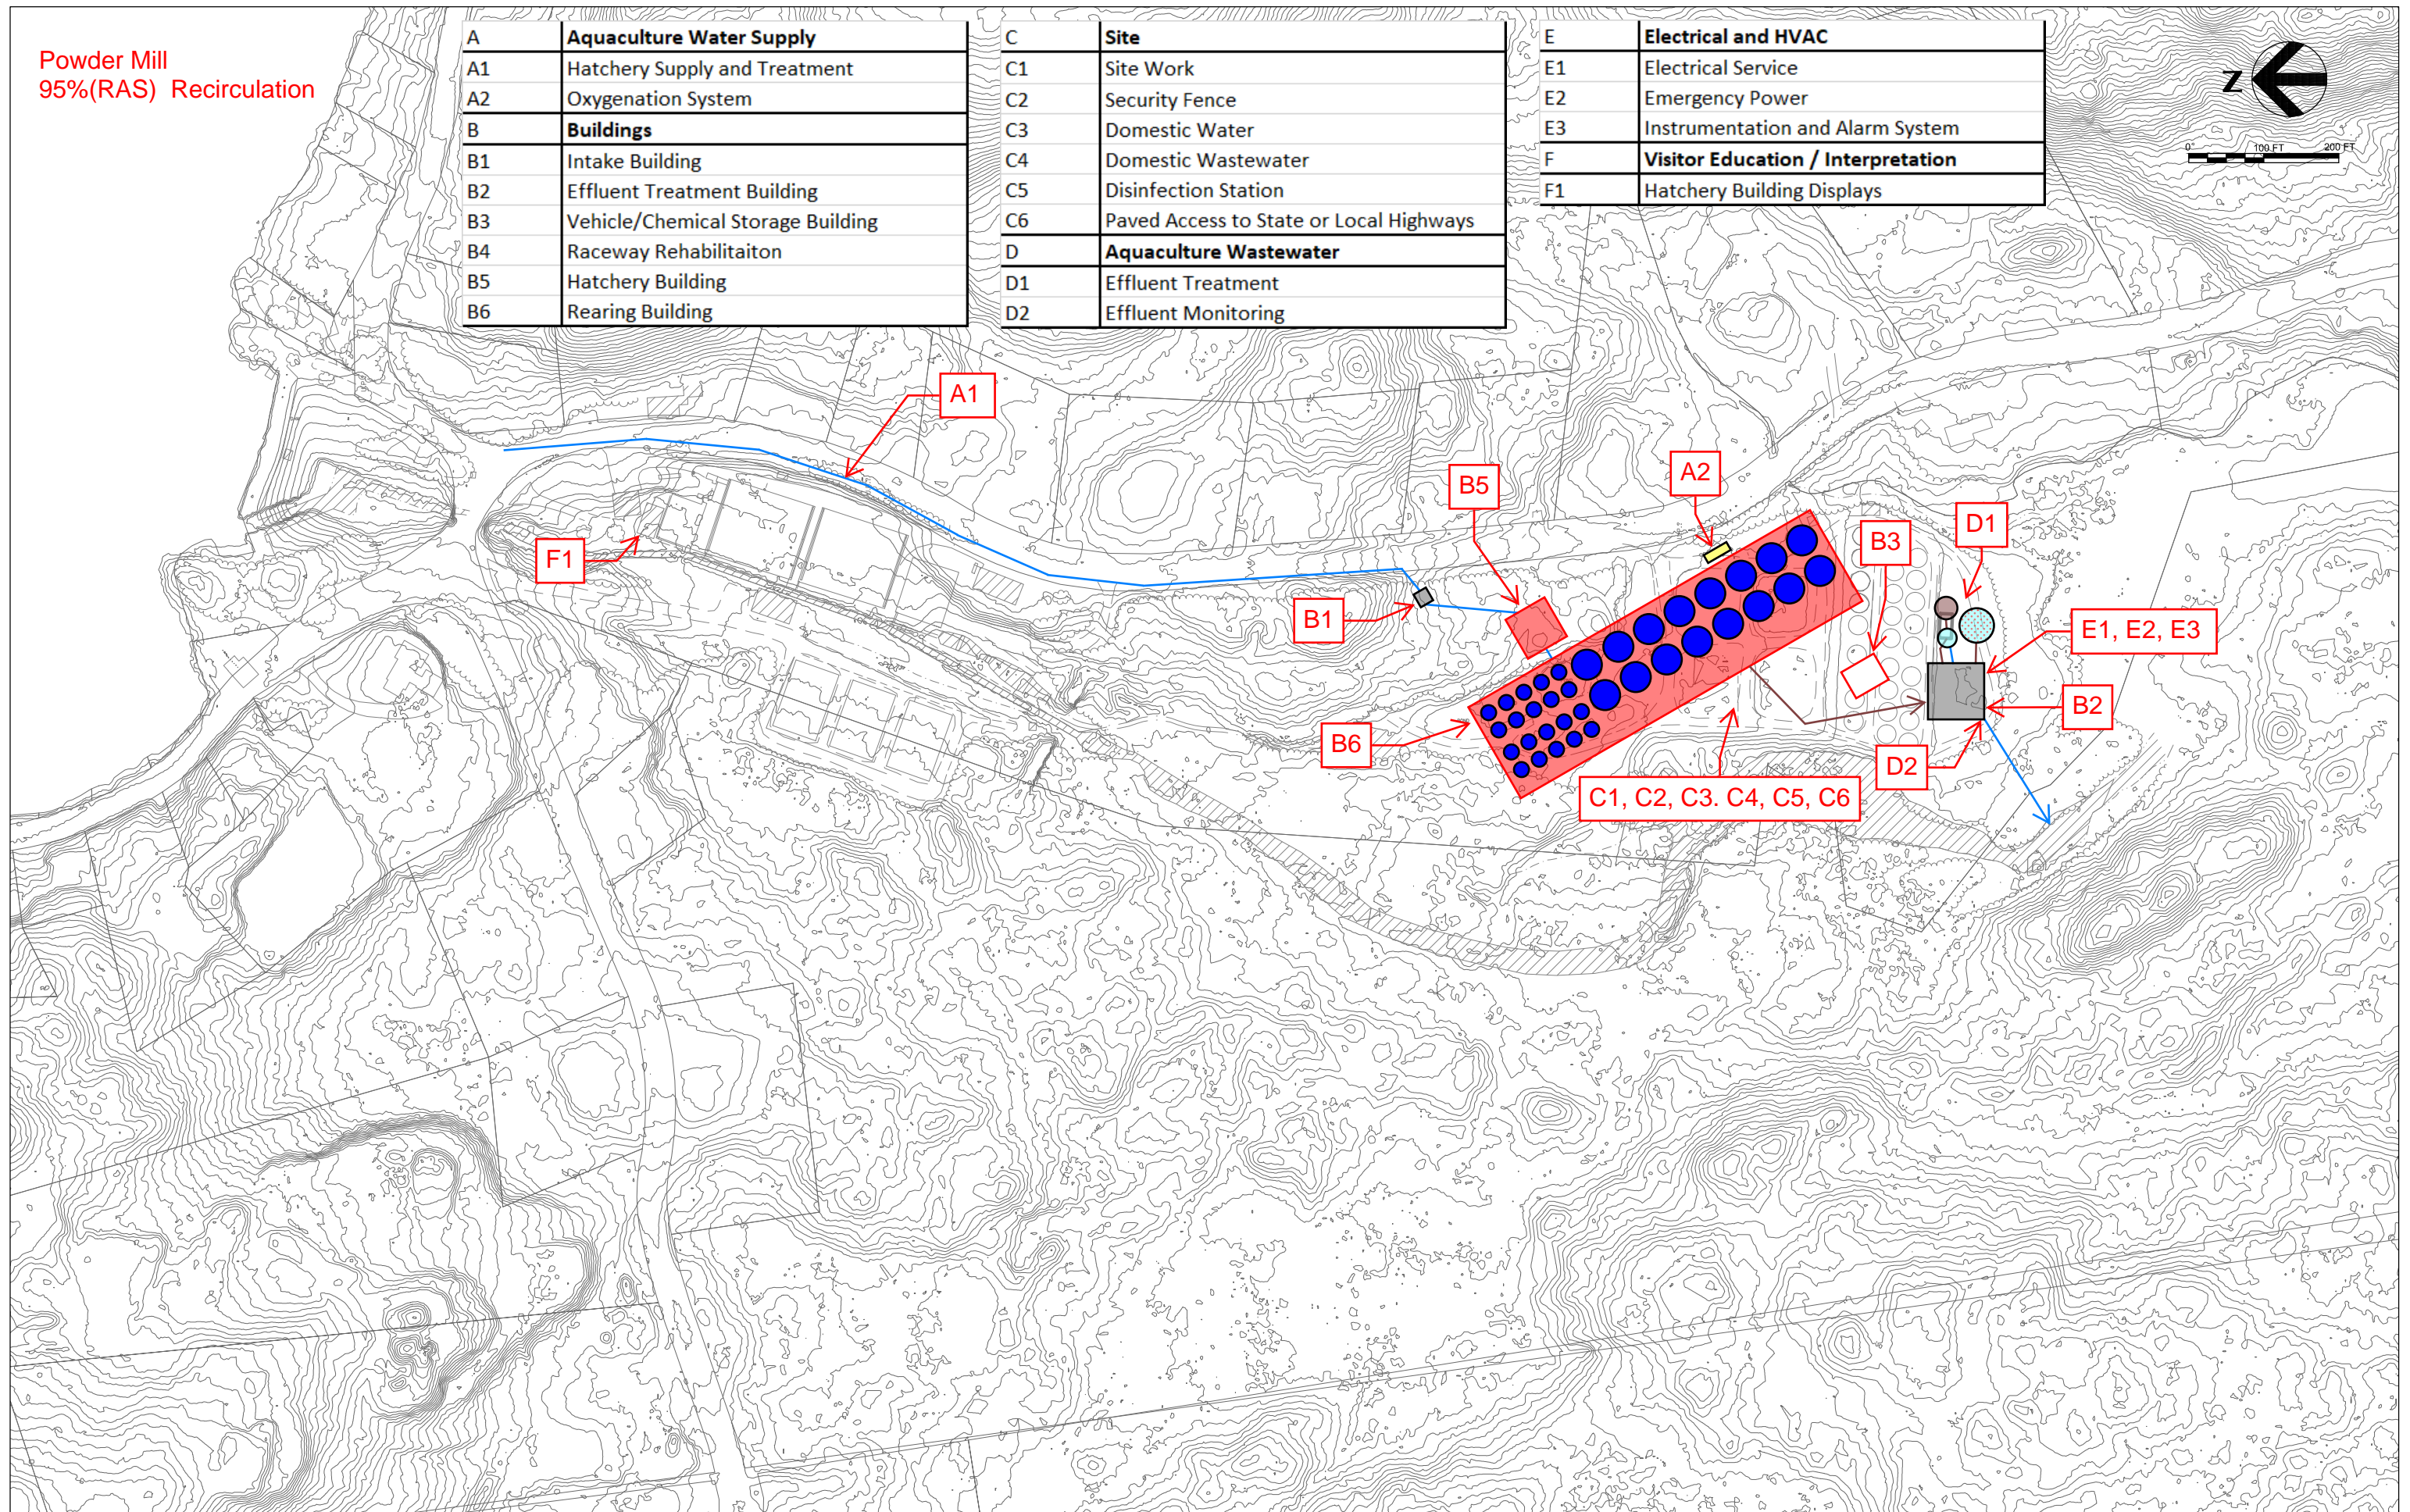 Powder Mill
95%(RAS) Recirculation
A Aquaculture Water Supply
A1 Hatchery Supply and Treatment
A2 Oxygenation System
B Buildings
B1 Intake Building
B2 Effluent Treatment Building
B3 Vehicle/Chemical Storage Building
B4 Raceway Rehabilitaiton
B5 Hatchery Building
B6 Rearing Building
C Site
C1 Site Work
C2 Security Fence
C3 Domestic Water
C4 Domestic Wastewater
C5 Disinfection Station
C6 Paved Access to State or Local Highways
D Aquaculture Wastewater
D1 Effluent Treatment
D2 Effluent Monitoring
E Electrical and HVAC
E1 Electrical Service
E2 Emergency Power
E3 Instrumentation and Alarm System
F Visitor Education / Interpretation
F1 Hatchery Building Displays
Z
0" 100 FT 200 FT
A1
B5
A2
B3
D1
F1
B1
E1, E2, E3
B2
B6
D2
C1, C2, C3. C4, C5, C6